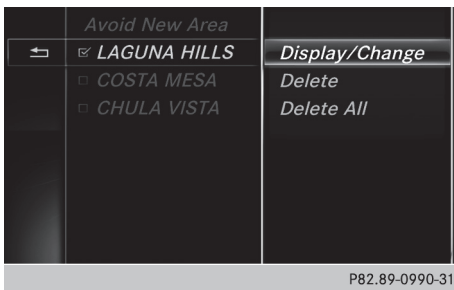 Avoid New Area
LAGUNA HILLS
COSTA MESA
CHULA VISTA
Display/Change
Delete
Delete All
P82.89-0990-31